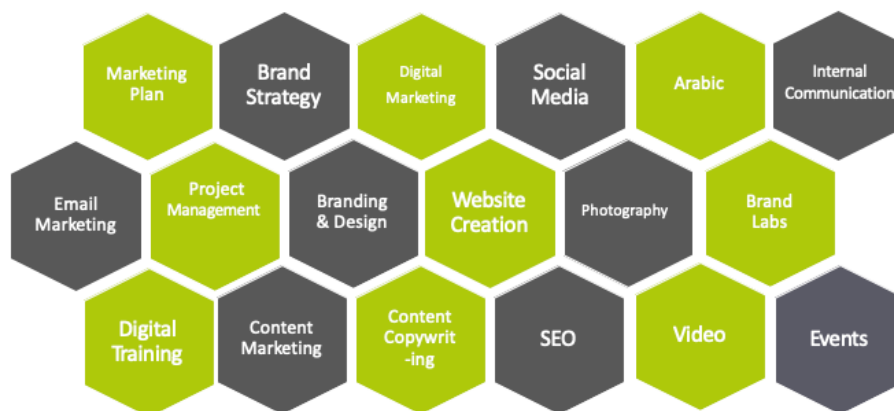 Marketing
Plan
Brand
Strategy
Digital
Marketing
Social
Media
Arabic
Internal
Communication
Email
Marketing
Project
Management
Branding
& Design
Website
Creation
Photography
Brand
Labs
Digital
Training
Content
Marketing
Content
Copywrit
-ing
SEO
Video
Events